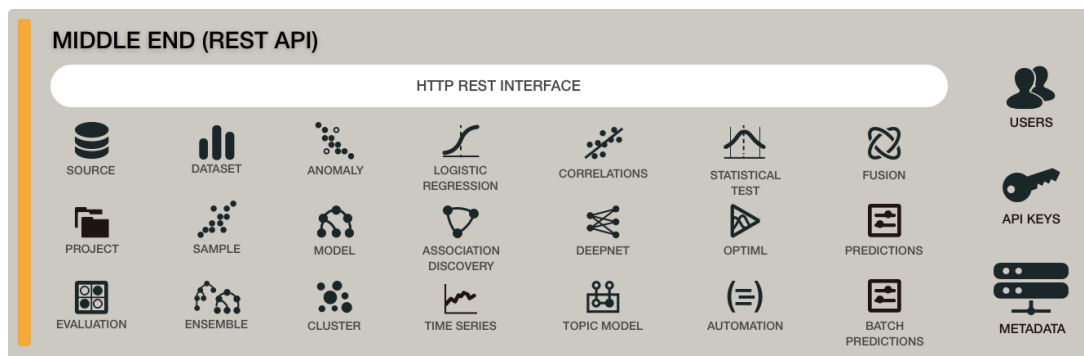 MIDDLE END (REST API)
HTTP REST INTERFACE
USERS
SOURCE
DATASET
ANOMALY
LOGISTIC
REGRESSION
CORRELATIONS
STATISTICAL
TEST
FUSION
API KEYS
PROJECT
SAMPLE
MODEL
ASSOCIATION
DISCOVERY
DEEPNET
OPTIML
PREDICTIONS
EVALUATION
ENSEMBLE
CLUSTER
TIME SERIES
TOPIC MODEL
AUTOMATION
BATCH
PREDICTIONS
METADATA